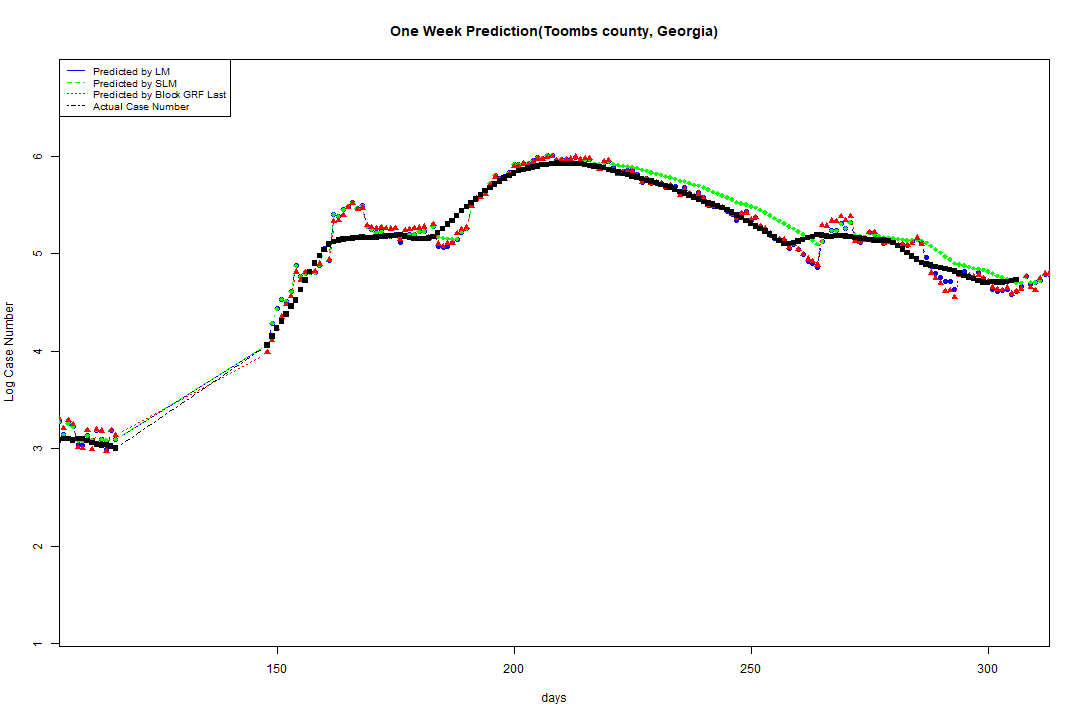 One Week Prediction(Toombs county, Georgia)
Predicted by LM
Predicted by SLM
Predicted by Block GRF Last
Actual Case Number
6
5
4
3
2
1
Log Case Number
150 200 250 300
days